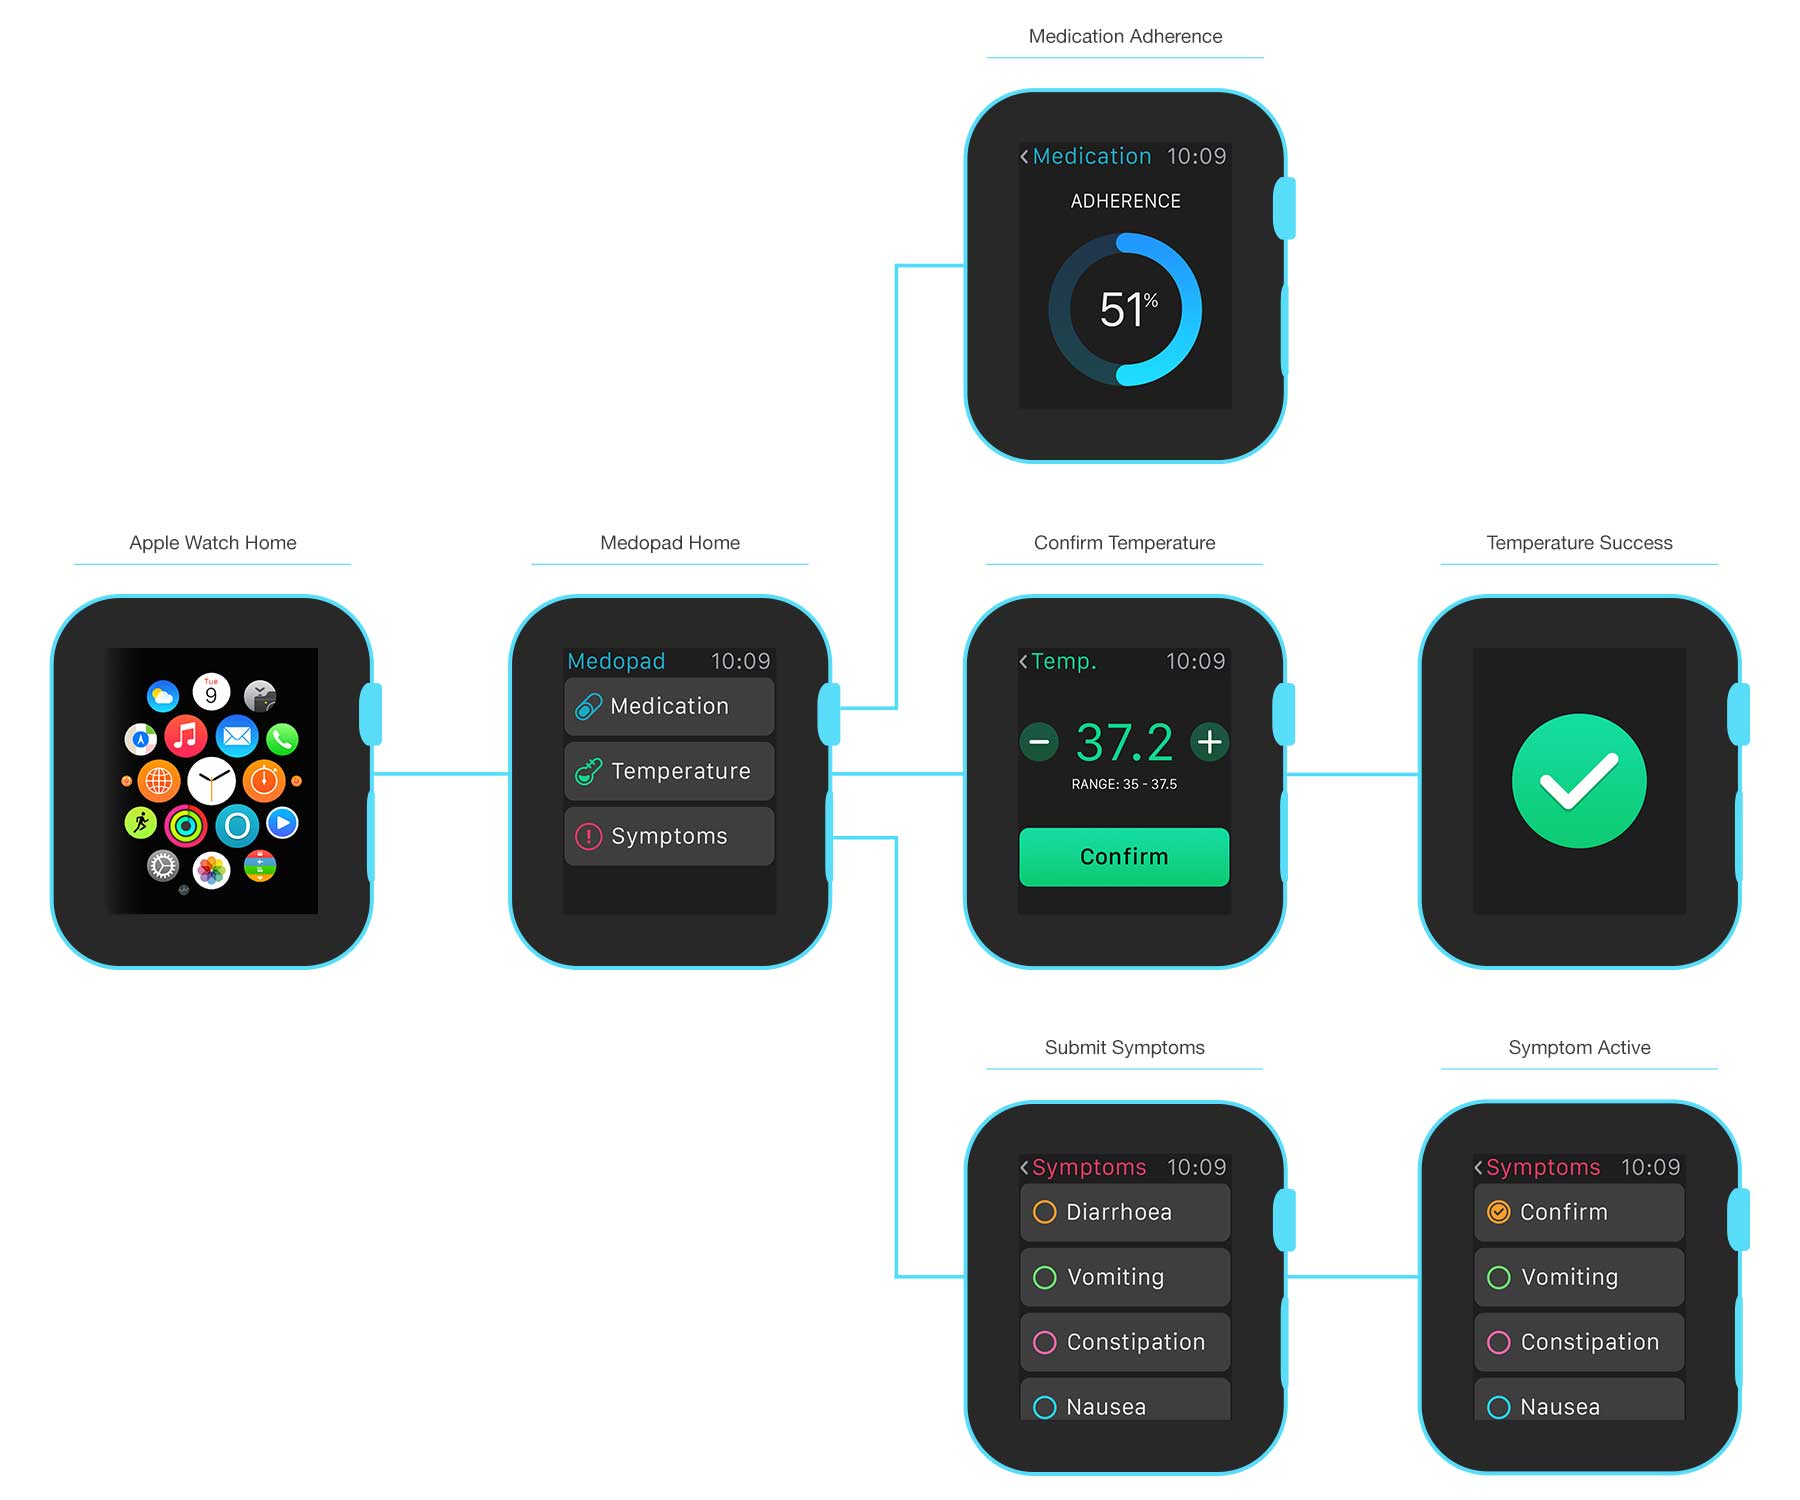 Medication Adherence
Medication 10:09
ADHERENCE
51%
Apple Watch Home
Tue
9
Medopad Home
Medopad 10:09
Medication
Temperature
Symptoms
Confirm Temperature
Temp. 10:09
37.2
RANGE: 35 - 37.5
Confirm
Temperature Success
Submit Symptoms
Symptoms 10:09
Diarrhoea
Vomiting
Constipation
Nausea
Symptom Active
Symptoms 10:09
Confirm
Vomiting
Constipation
Nausea